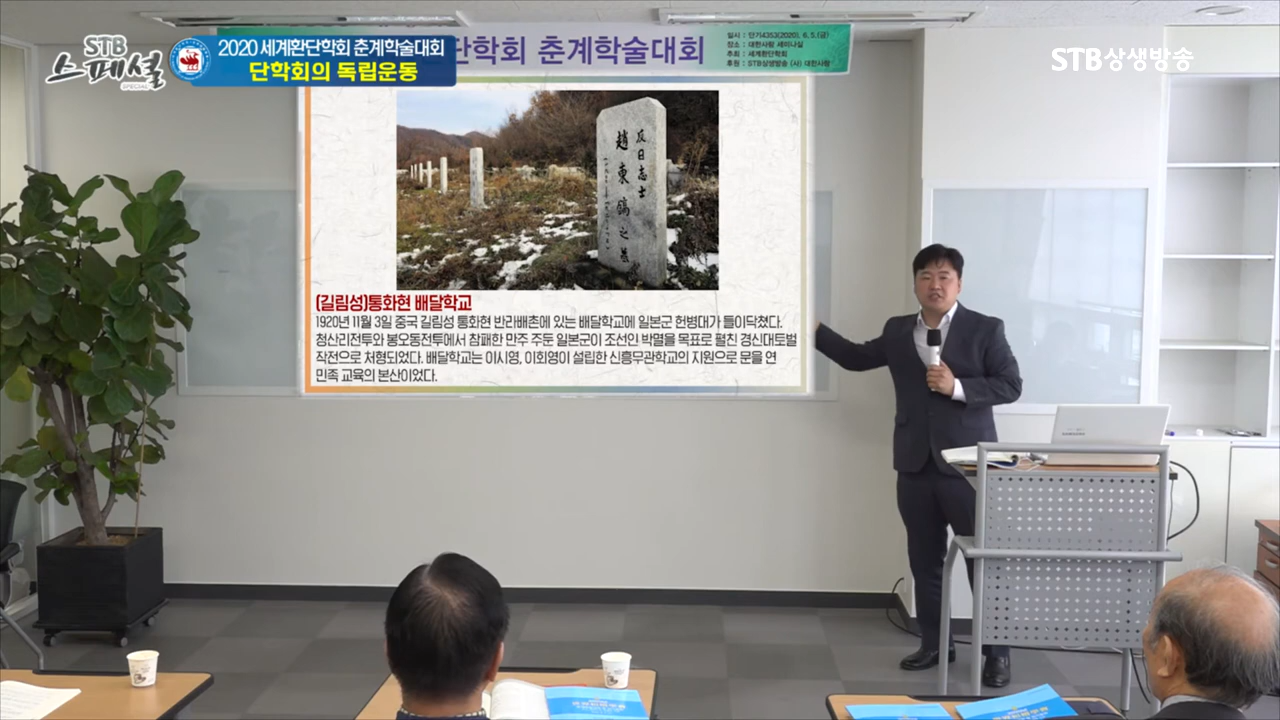 STB
스페셜
SPECIAL
2020 세계환단학회 춘계학술대회
단학회의 독립운동
단학회 춘계학술대회
일시 : 단기4353(2020). 6. 5.(금)
장소 : 대한사랑 세미나실
주최 : 세계환단학회
후원 : STB상생방송 (사) 대한사랑
STB상생방송
反日志士
趙東鎬之墓
(길림성)통화현 배달학교
1920년 11월 3일 중국 길림성 통화현 반라배촌에 있는 배달학교에 일본군 헌병대가 들이닥쳤다.
청산리전투와 봉오동전투에서 참패한 만주 주둔 일본군이 조선인 박멸을 목표로 펼친 경신대토벌
작전으로 처형되었다. 배달학교는 이시영, 이회영이 설립한 신흥무관학교의 지원으로 문을 연
민족 교육의 본산이었다.
SAMSUNG